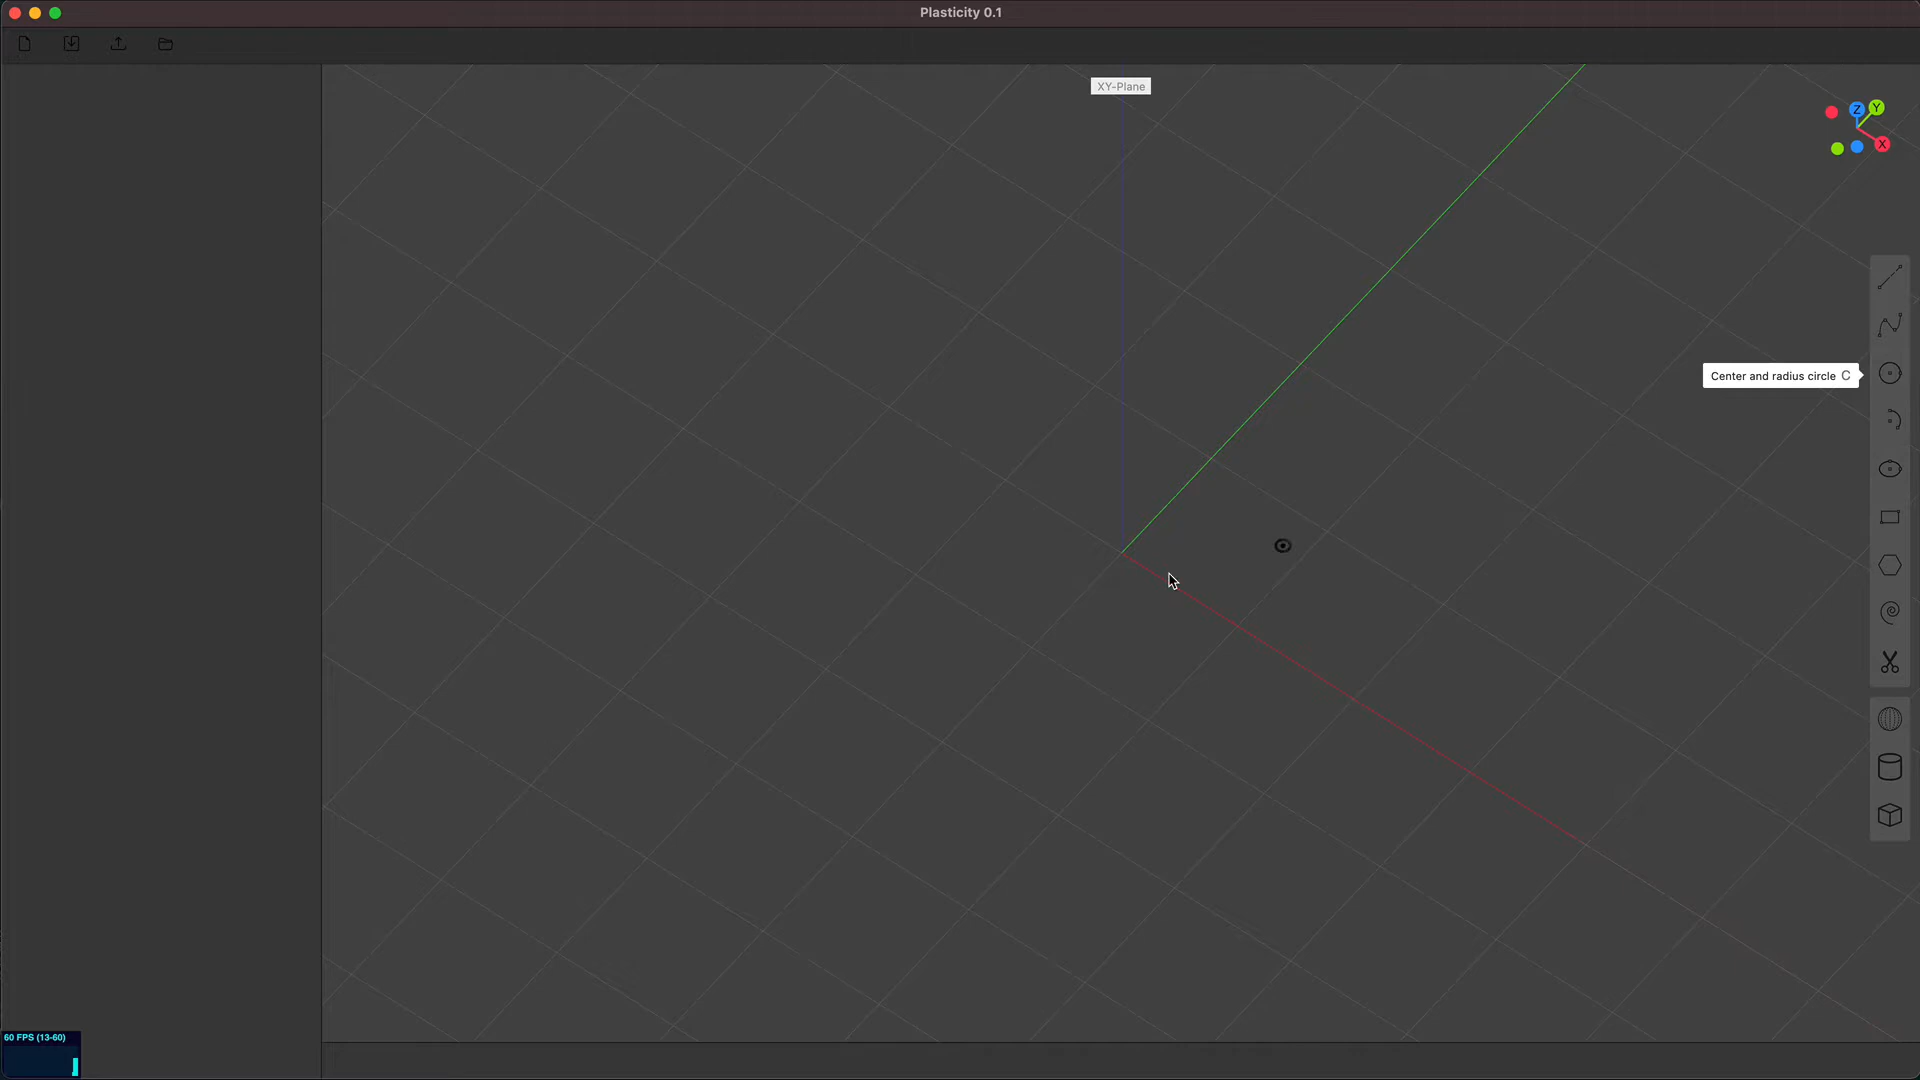 Plasticity 0.1
XY-Plane
Z
Y
X
Center and radius circle C
60 FPS (13-60)